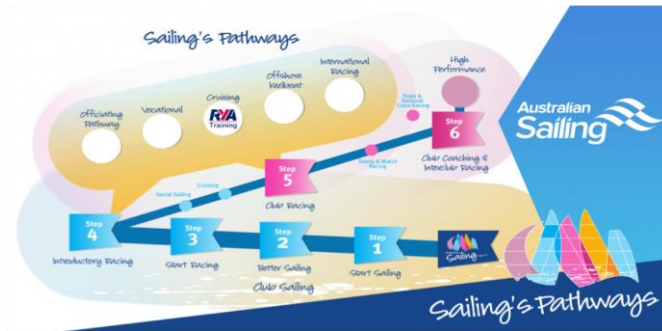 Sailing's Pathways
International
Racing
High
Performance
Offshore
Keelboat
Cruising
Vocational
Officiating
Pathway
RYA
Training
State &
National
Class Racing
Australian
Sailing
Step
6
Club Coaching &
Interclub Racing
Teams & Match
Racing
Step
5
Club Racing
Cruising
Social Sailing
Step
4
Introductory Racing
Step
3
Start Racing
Step
2
Better Sailing
Step
1
Start Sailing
Club Sailing
Sailing
Sailing's Pathways